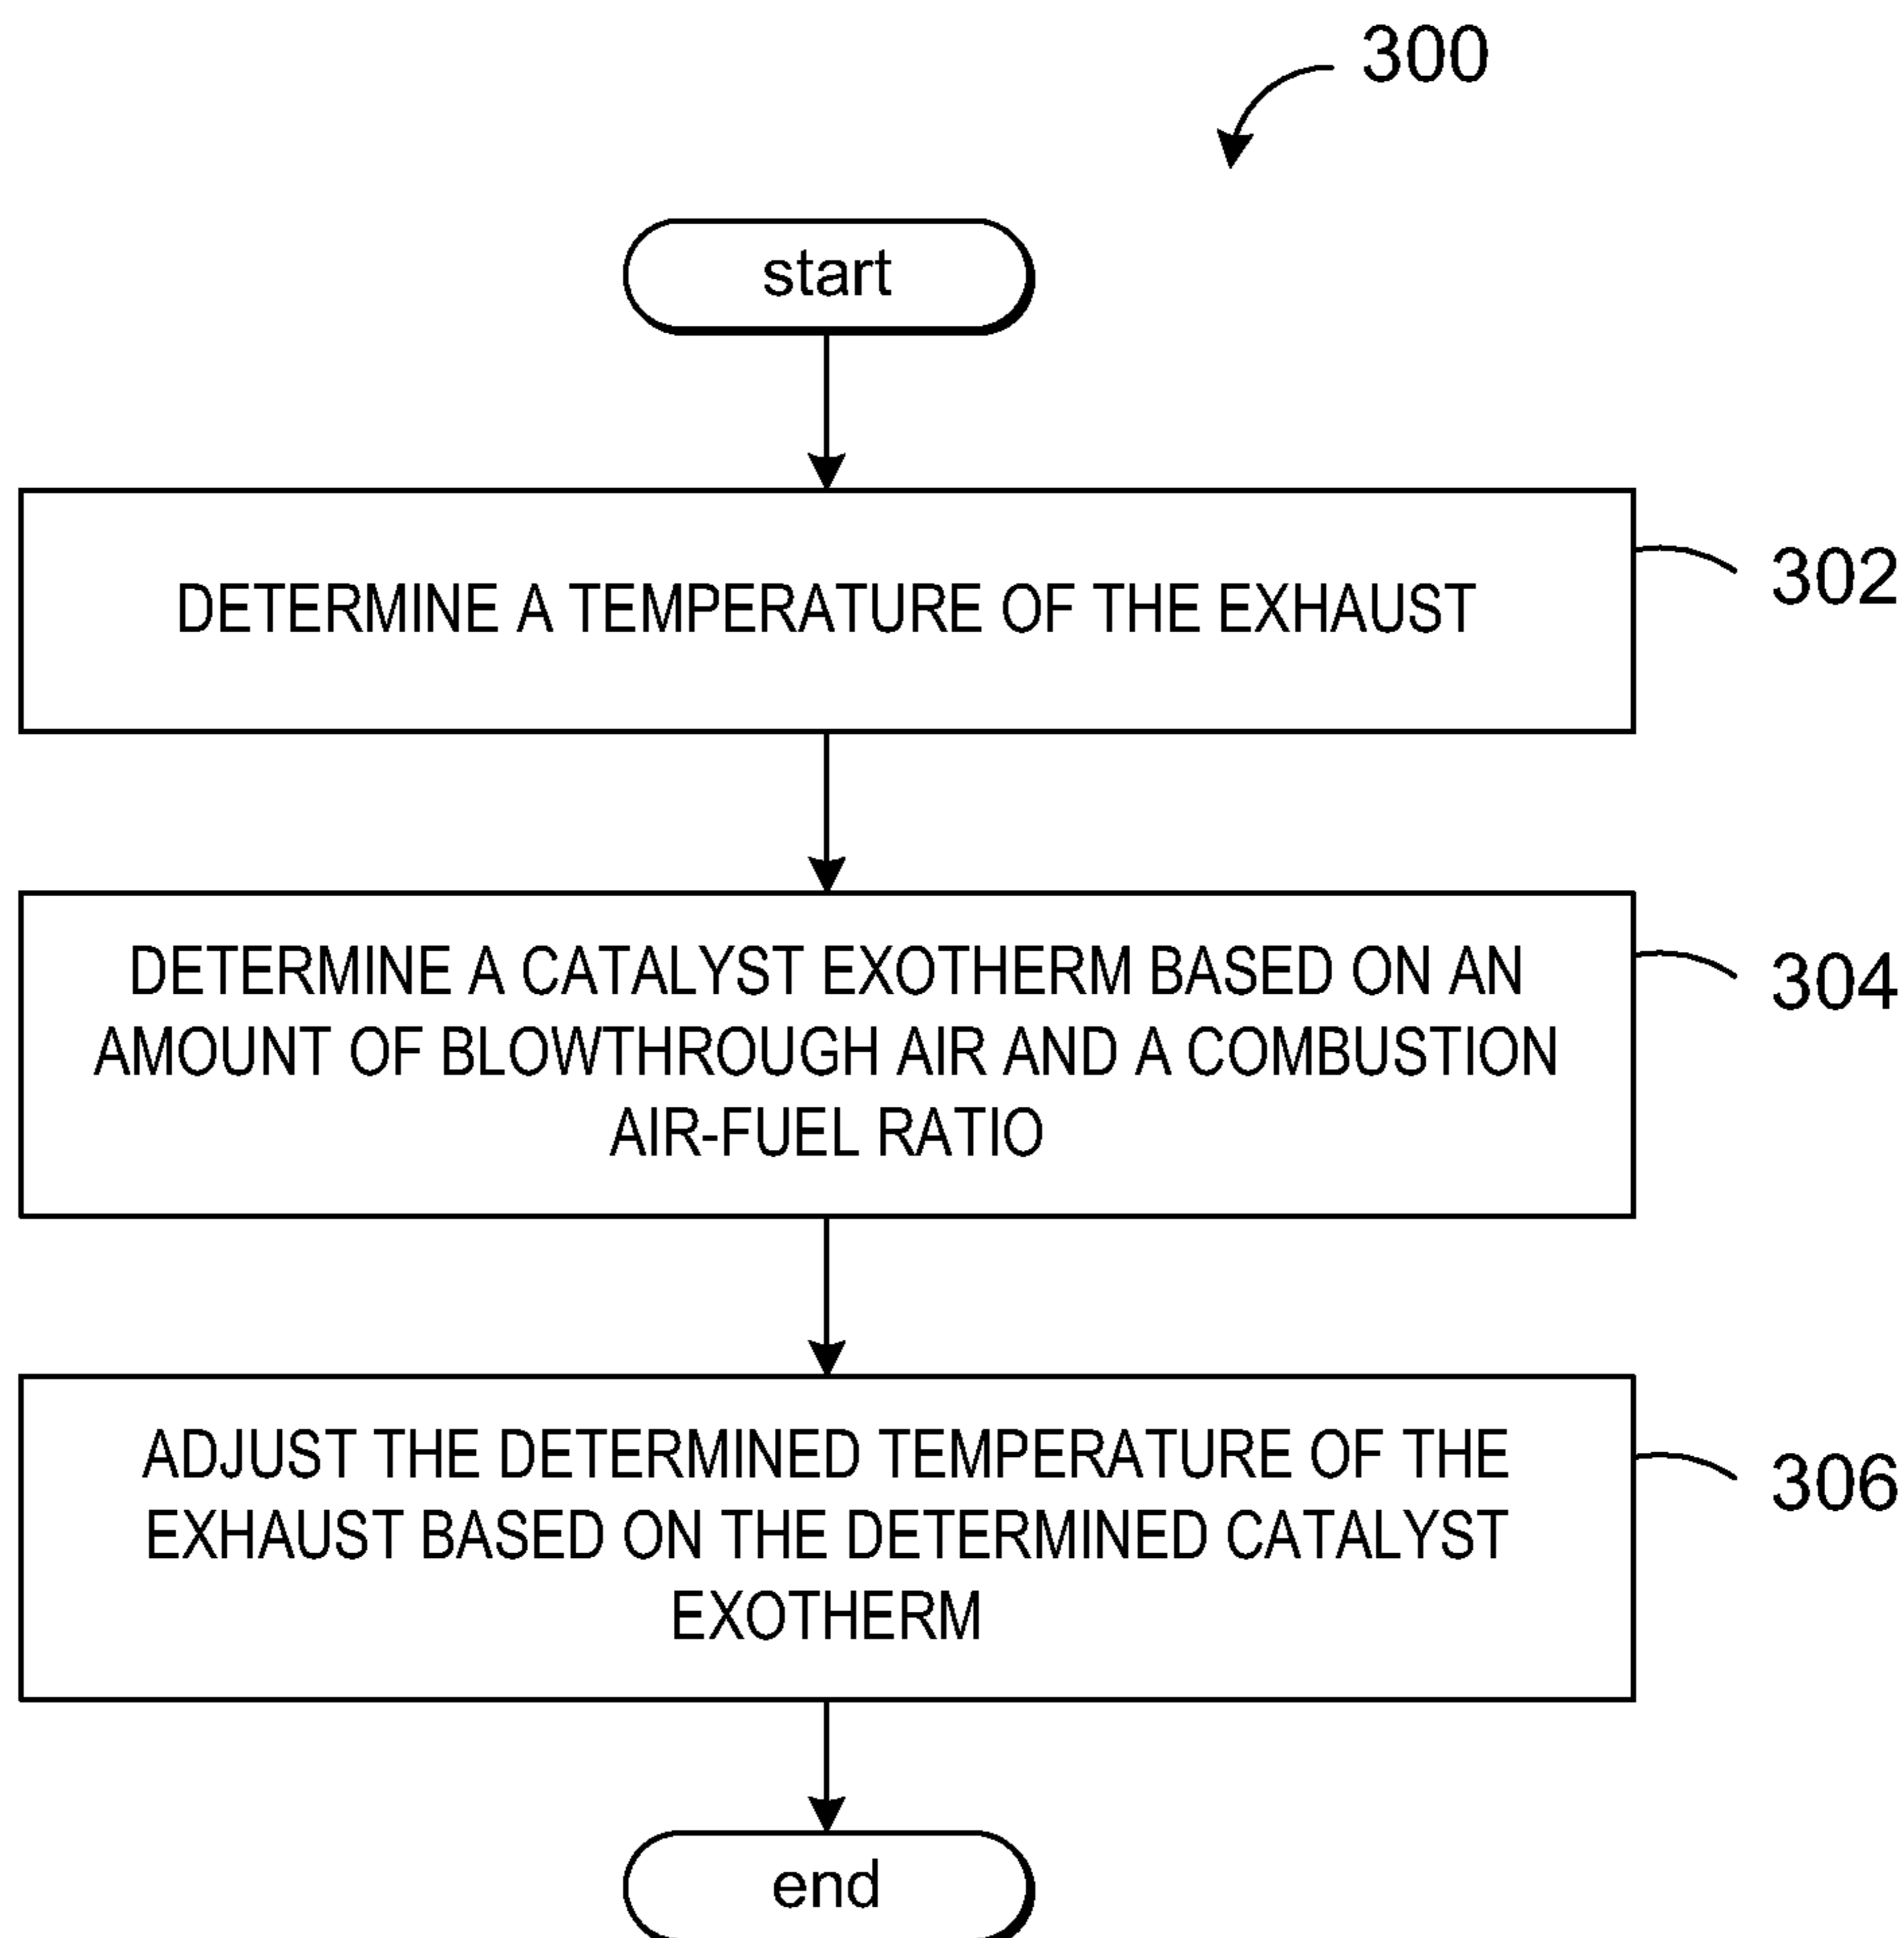 300
start
DETERMINE A TEMPERATURE OF THE EXHAUST
302
DETERMINE A CATALYST EXOTHERM BASED ON AN
AMOUNT OF BLOWTHROUGH AIR AND A COMBUSTION
AIR-FUEL RATIO
304
ADJUST THE DETERMINED TEMPERATURE OF THE
EXHAUST BASED ON THE DETERMINED CATALYST
EXOTHERM
306
end